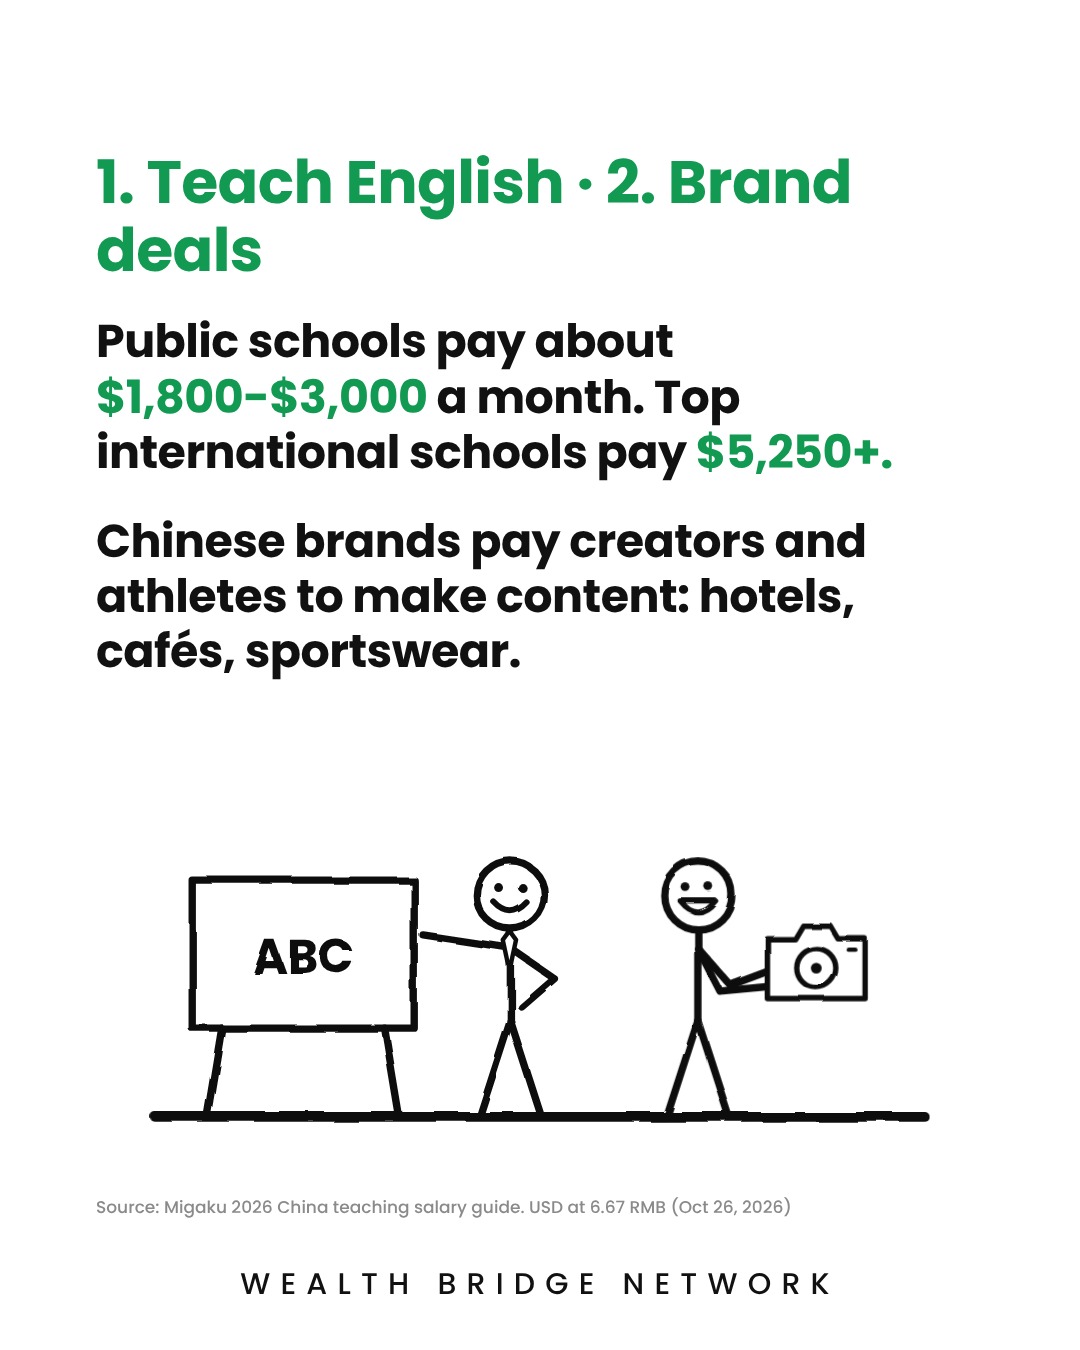 1. Teach English · 2. Brand
deals
Public schools pay about
$1,800–$3,000 a month. Top
international schools pay $5,250+.
Chinese brands pay creators and
athletes to make content: hotels,
cafés, sportswear.
ABC
Source: Migaku 2026 China teaching salary guide. USD at 6.67 RMB (Oct 26, 2026)
WEALTH BRIDGE NETWORK